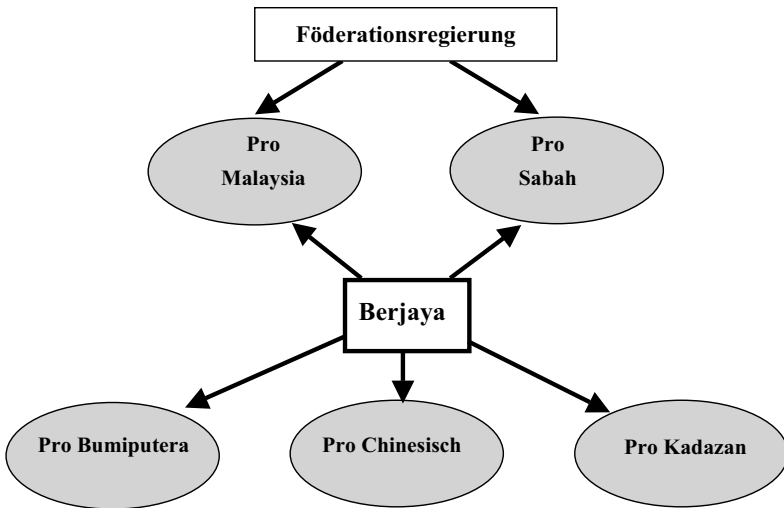 Föderationsregierung
Pro
Malaysia
Pro
Sabah
Berjaya
Pro Bumiputera
Pro Chinesisch
Pro Kadazan